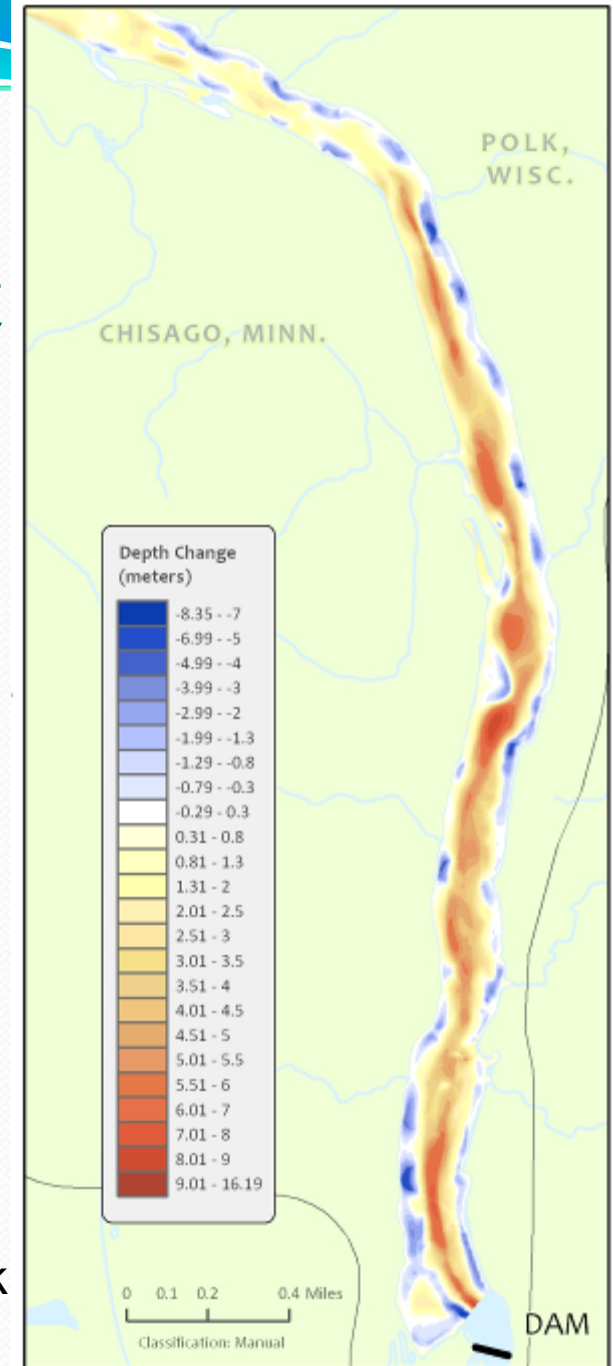 POLK,
WISC.
CHISAGO, MINN.
Depth Change
(meters)
-8.35 - -7
-6.99 - -5
-4.99 - -4
-3.99 - -3
-2.99 - -2
-1.99 - -1.3
-1.29 - -0.8
-0.79 - -0.3
-0.29 - 0.3
0.31 - 0.8
0.81 - 1.3
1.31 - 2
2.01 - 2.5
2.51 - 3
3.01 - 3.5
3.51 - 4
4.01 - 4.5
4.51 - 5
5.01 - 5.5
5.51 - 6
6.01 - 7
7.01 - 8
8.01 - 9
9.01 - 16.19
0 0.1 0.2 0.4 Miles
Classification: Manual
DAM